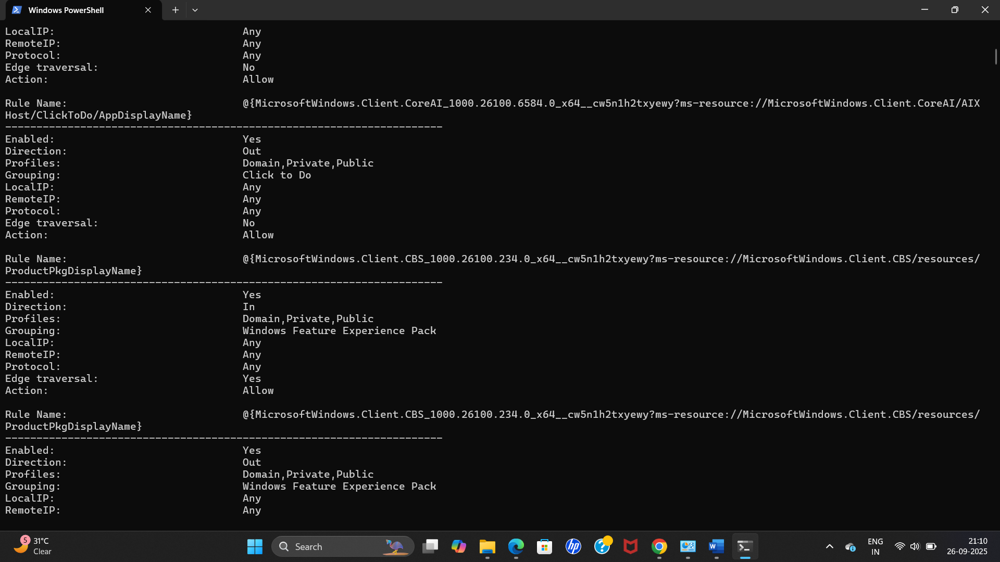 Windows PowerShell
LocalIP: Any
RemoteIP: Any
Protocol: Any
Edge traversal: No
Action: Allow
Rule Name: @{MicrosoftWindows.Client.CoreAI_1000.26100.6584.0_x64__cw5n1h2txyewy?ms-resource://MicrosoftWindows.Client.CoreAI/AIX
Host/ClickToDo/AppDisplayName}
----------------------------------------------------------------------
Enabled: Yes
Direction: Out
Profiles: Domain,Private,Public
Grouping: Click to Do
LocalIP: Any
RemoteIP: Any
Protocol: Any
Edge traversal: No
Action: Allow
Rule Name: @{MicrosoftWindows.Client.CBS_1000.26100.234.0_x64__cw5n1h2txyewy?ms-resource://MicrosoftWindows.Client.CBS/resources/
ProductPkgDisplayName}
----------------------------------------------------------------------
Enabled: Yes
Direction: In
Profiles: Domain,Private,Public
Grouping: Windows Feature Experience Pack
LocalIP: Any
RemoteIP: Any
Protocol: Any
Edge traversal: Yes
Action: Allow
Rule Name: @{MicrosoftWindows.Client.CBS_1000.26100.234.0_x64__cw5n1h2txyewy?ms-resource://MicrosoftWindows.Client.CBS/resources/
ProductPkgDisplayName}
----------------------------------------------------------------------
Enabled: Yes
Direction: Out
Profiles: Domain,Private,Public
Grouping: Windows Feature Experience Pack
LocalIP: Any
RemoteIP: Any
5 31°C
Clear
Search
hp
W
ENG
IN
21:10
26-09-2025